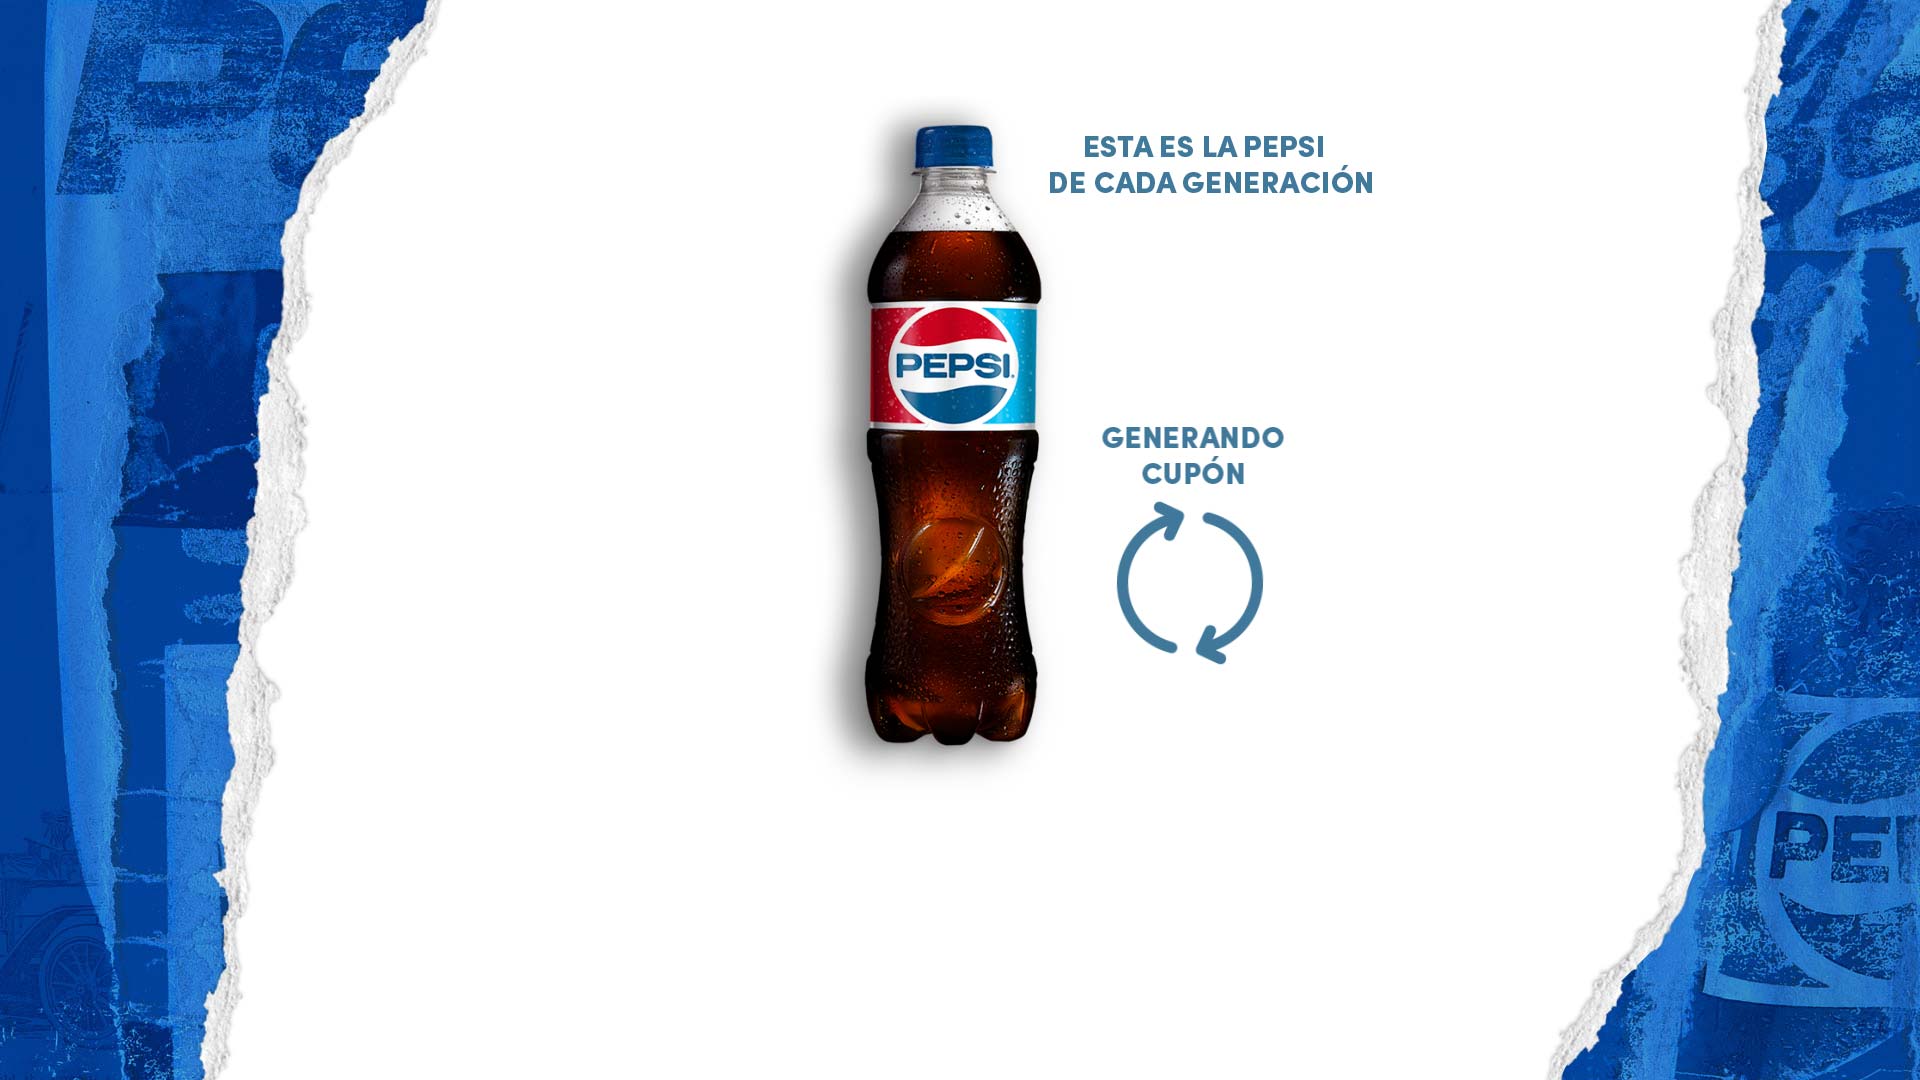 ESTA ES LA PEPSI
DE CADA GENERACIÓN
PEPSI
GENERANDO
CUPÓN